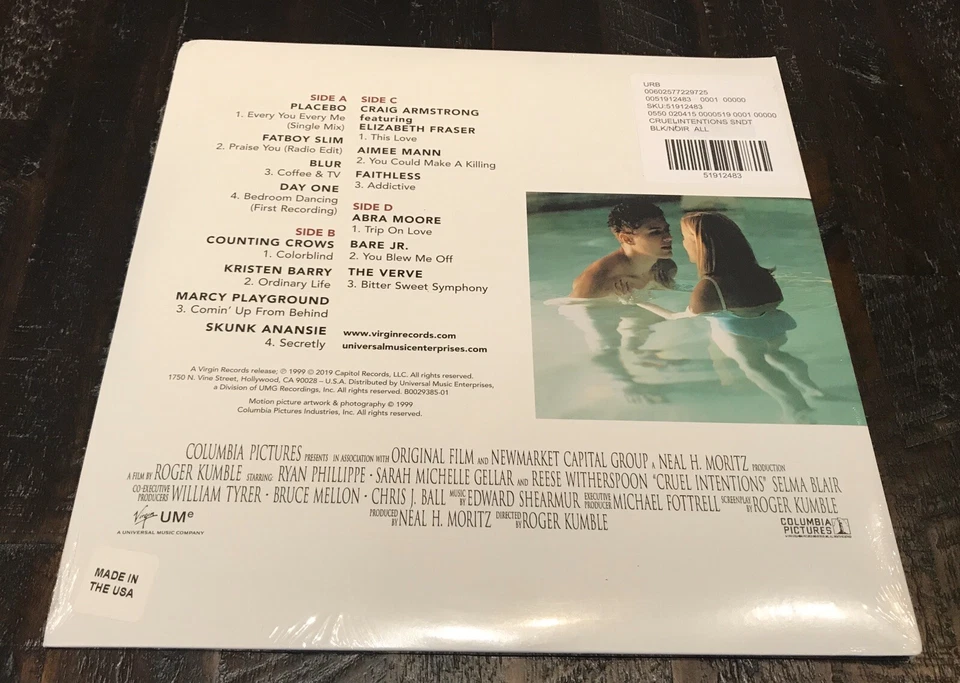 SIDE A
PLACEBO
1. Every You Every Me
(Single Mix)
FATBOY SLIM
2. Praise You (Radio Edit)
BLUR
3. Coffee & TV
DAY ONE
4. Bedroom Dancing
(First Recording)
SIDE B
COUNTING CROWS
1. Colorblind
KRISTEN BARRY
2. Ordinary Life
MARCY PLAYGROUND
3. Comin' Up From Behind
SKUNK ANANSIE
4. Secretly
SIDE C
CRAIG ARMSTRONG
featuring
ELIZABETH FRASER
1. This Love
AIMEE MANN
2. You Could Make A Killing
FAITHLESS
3. Addictive
SIDE D
ABRA MOORE
1. Trip On Love
BARE JR.
2. You Blew Me Off
THE VERVE
3. Bitter Sweet Symphony
www.virginrecords.com
universalmusicenterprises.com
URB
00602577229725
0051912483 0001 00000
SKU:51912483
0550 020415 0000519 0001 00000
CRUELINTENTIONS SNDT
BLK/NDIR ALL
51912483
A Virgin Records release; ℗ 1999 © 2019 Capitol Records, LLC. All rights reserved.
1750 N. Vine Street, Hollywood, CA 90028 – U.S.A. Distributed by Universal Music Enterprises,
a Division of UMG Recordings, Inc. All rights reserved. B0029385-01
Motion picture artwork & photography © 1999
Columbia Pictures Industries, Inc. All rights reserved.
COLUMBIA PICTURES PRESENTS IN ASSOCIATION WITH ORIGINAL FILM AND NEWMARKET CAPITAL GROUP A NEAL H. MORITZ PRODUCTION
A FILM BY ROGER KUMBLE STARRING RYAN PHILLIPPE · SARAH MICHELLE GELLAR AND REESE WITHERSPOON "CRUEL INTENTIONS" SELMA BLAIR
CO-EXECUTIVE PRODUCERS WILLIAM TYRER · BRUCE MELLON · CHRIS J. BALL MUSIC BY EDWARD SHEARMUR EXECUTIVE PRODUCER MICHAEL FOTTRELL SCREENPLAY BY ROGER KUMBLE
PRODUCED BY NEAL H. MORITZ DIRECTED BY ROGER KUMBLE
Virgin UMe
A UNIVERSAL MUSIC COMPANY
COLUMBIA
PICTURES
MADE IN
THE USA